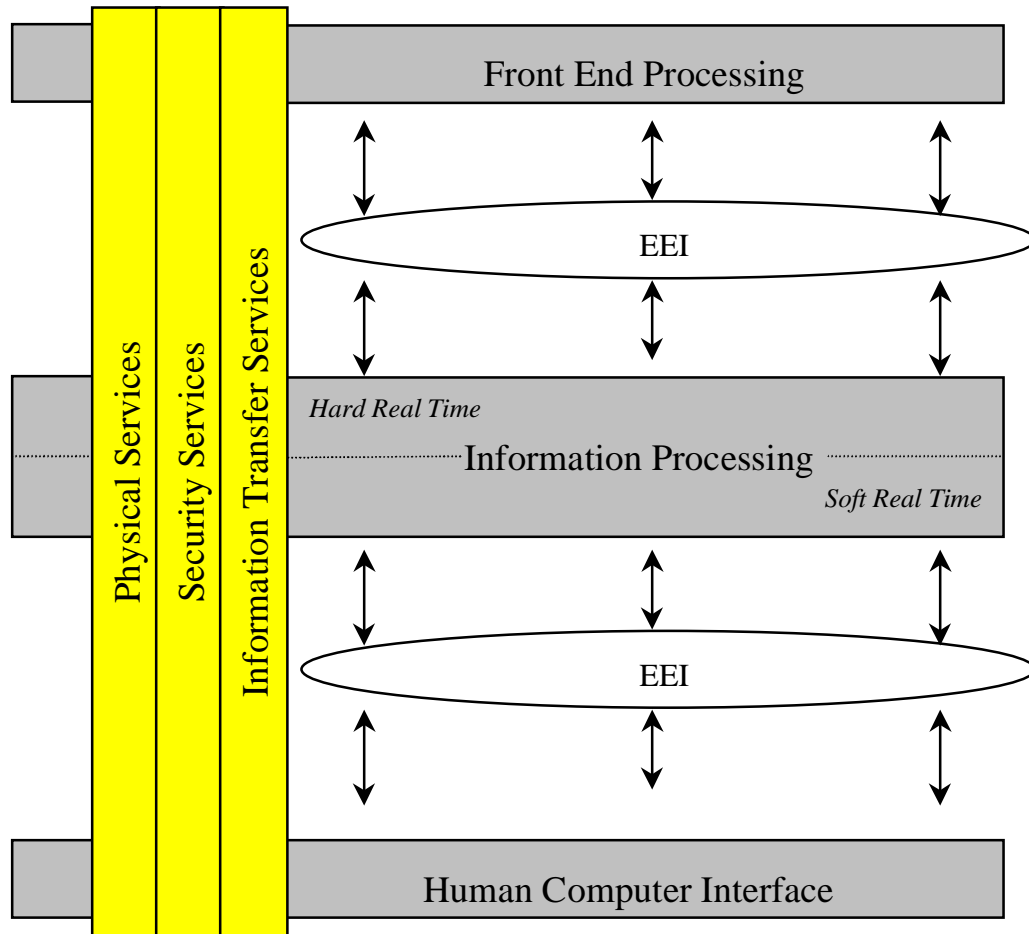 Front End Processing
EEI
Physical Services
Security Services
Information Transfer Services
Hard Real Time
Information Processing
Soft Real Time
EEI
Human Computer Interface